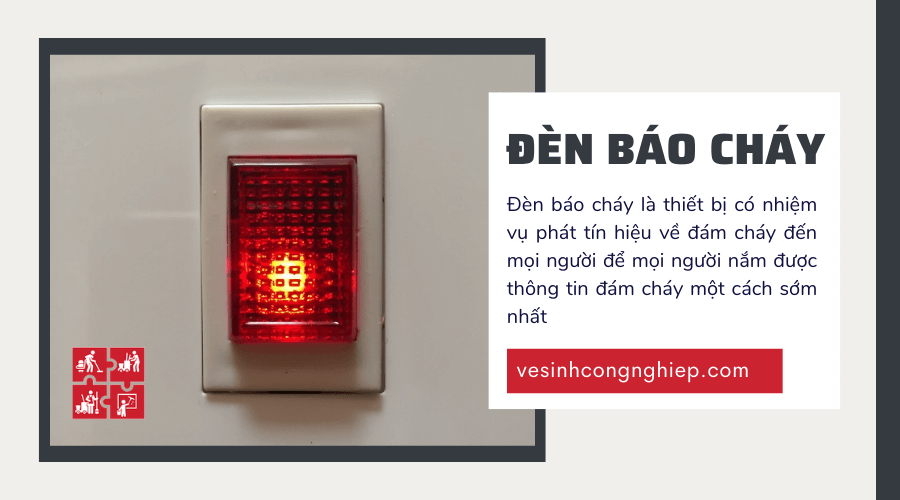 ĐÈN BÁO CHÁY
Đèn báo cháy là thiết bị có nhiệm
vụ phát tín hiệu về đám cháy đến
mọi người để mọi người nắm được
thông tin đám cháy một cách sớm
nhất
vesinhcongnghiep.com